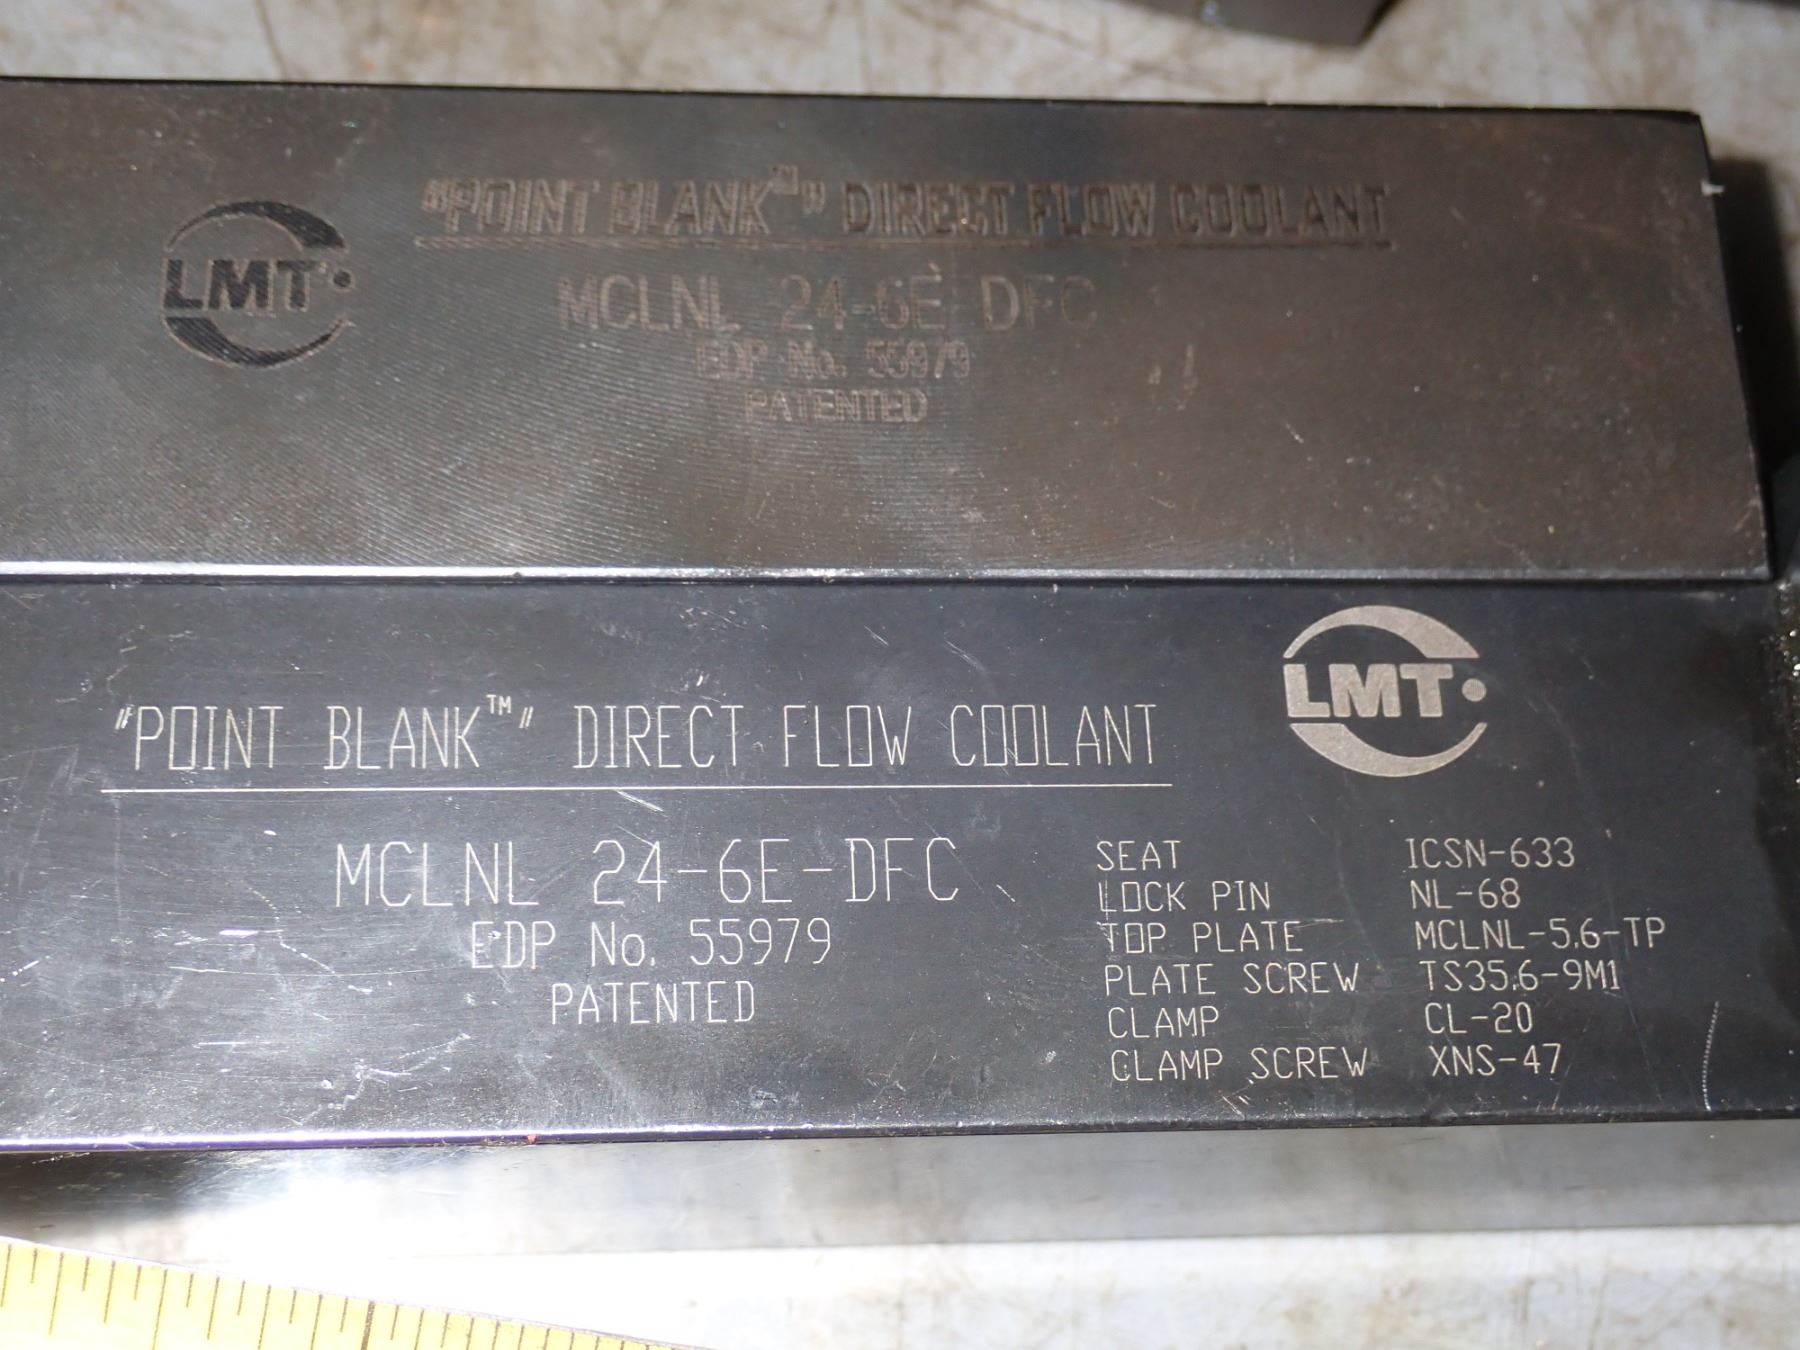 LMT
"POINT BLANK™" DIRECT FLOW COOLANT
MCLNL 24-6E DFC
EDP No. 55979
PATENTED
"POINT BLANK™" DIRECT FLOW COOLANT
LMT
MCLNL 24-6E-DFC
EDP No. 55979
PATENTED
SEAT ICSN-633
LOCK PIN NL-68
TOP PLATE MCLNL-5.6-TP
PLATE SCREW TS35.6-9M1
CLAMP CL-20
CLAMP SCREW XNS-47